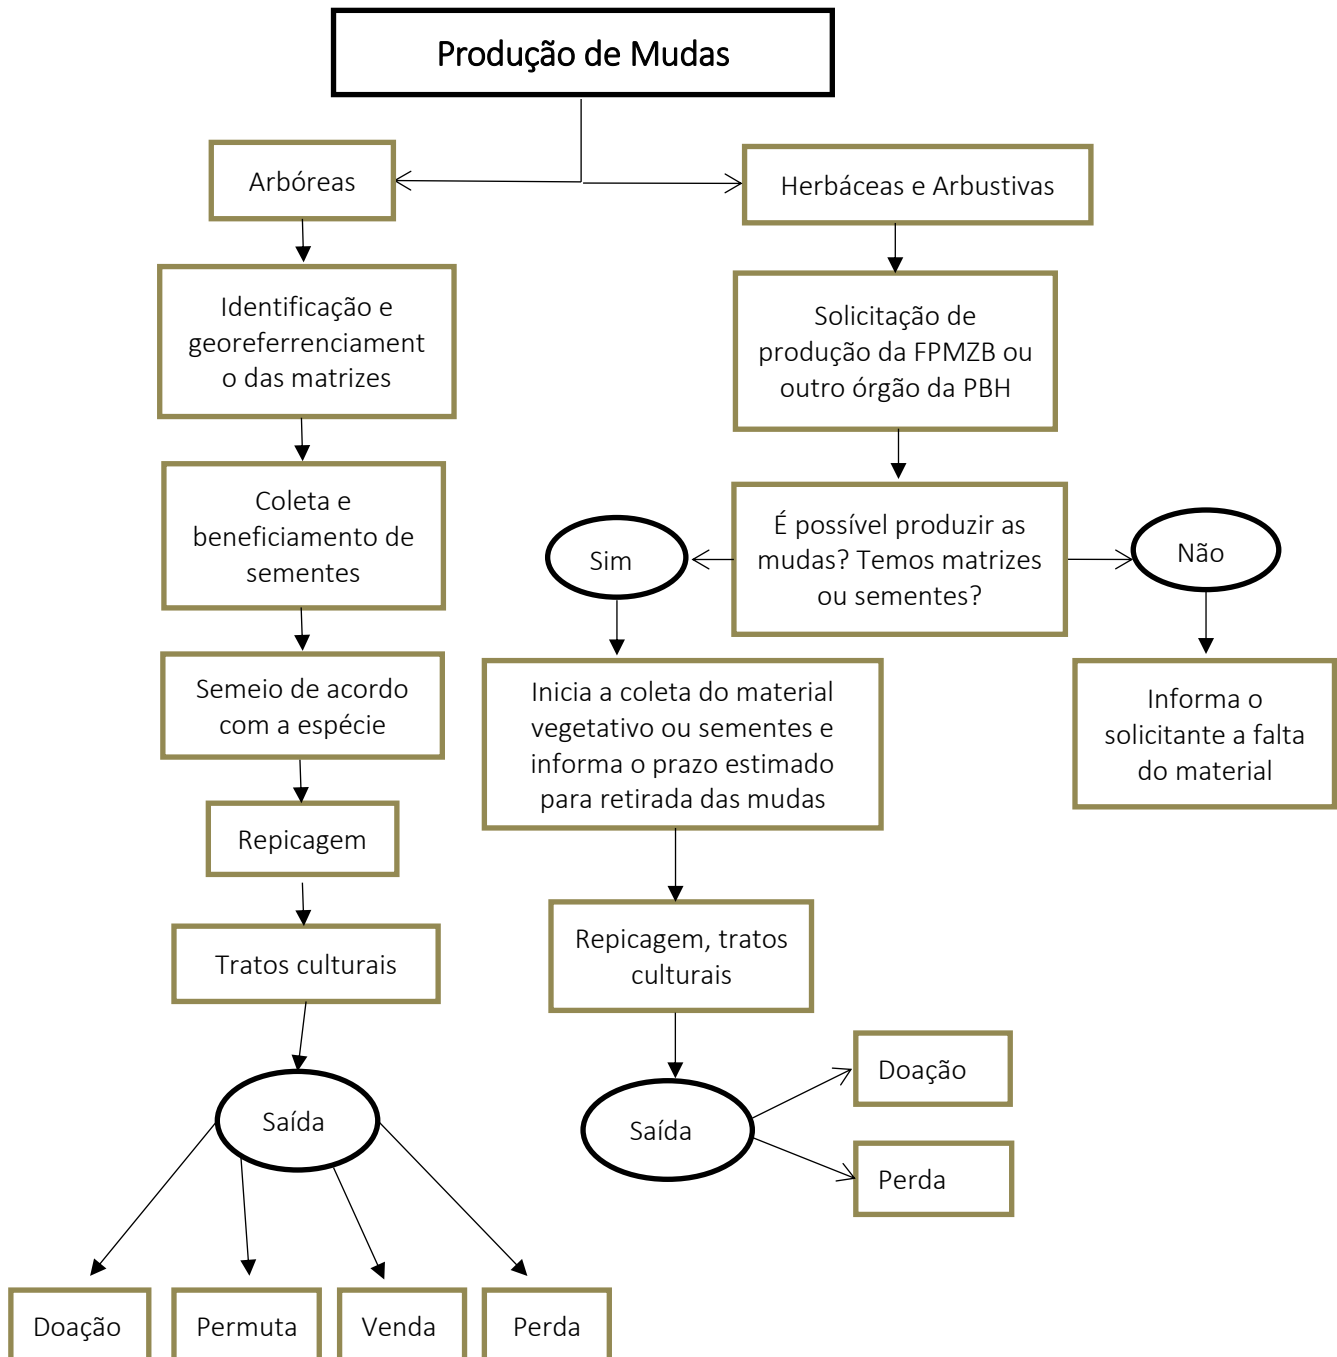 Produção de Mudas
Arbóreas
Herbáceas e Arbustivas
Identificação e
georeferrenciament
o das matrizes
Solicitação de
produção da FPMZB ou
outro órgão da PBH
Coleta e
beneficiamento de
sementes
É possível produzir as
mudas? Temos matrizes
ou sementes?
Sim
Não
Semeio de acordo
com a espécie
Inicia a coleta do material
vegetativo ou sementes e
informa o prazo estimado
para retirada das mudas
Informa o
solicitante a falta
do material
Repicagem
Tratos culturais
Repicagem, tratos
culturais
Saída
Saída
Doação
Perda
Doação
Permuta
Venda
Perda